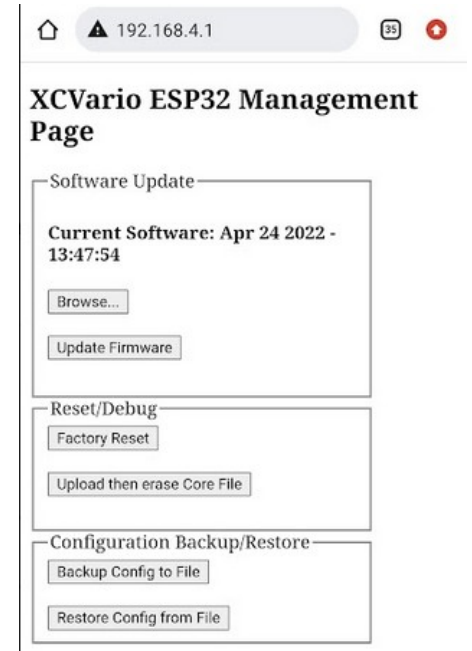 192.168.4.1
35
XCVario ESP32 Management
Page
Software Update
Current Software: Apr 24 2022 -
13:47:54
Browse...
Update Firmware
Reset/Debug
Factory Reset
Upload then erase Core File
Configuration Backup/Restore
Backup Config to File
Restore Config from File